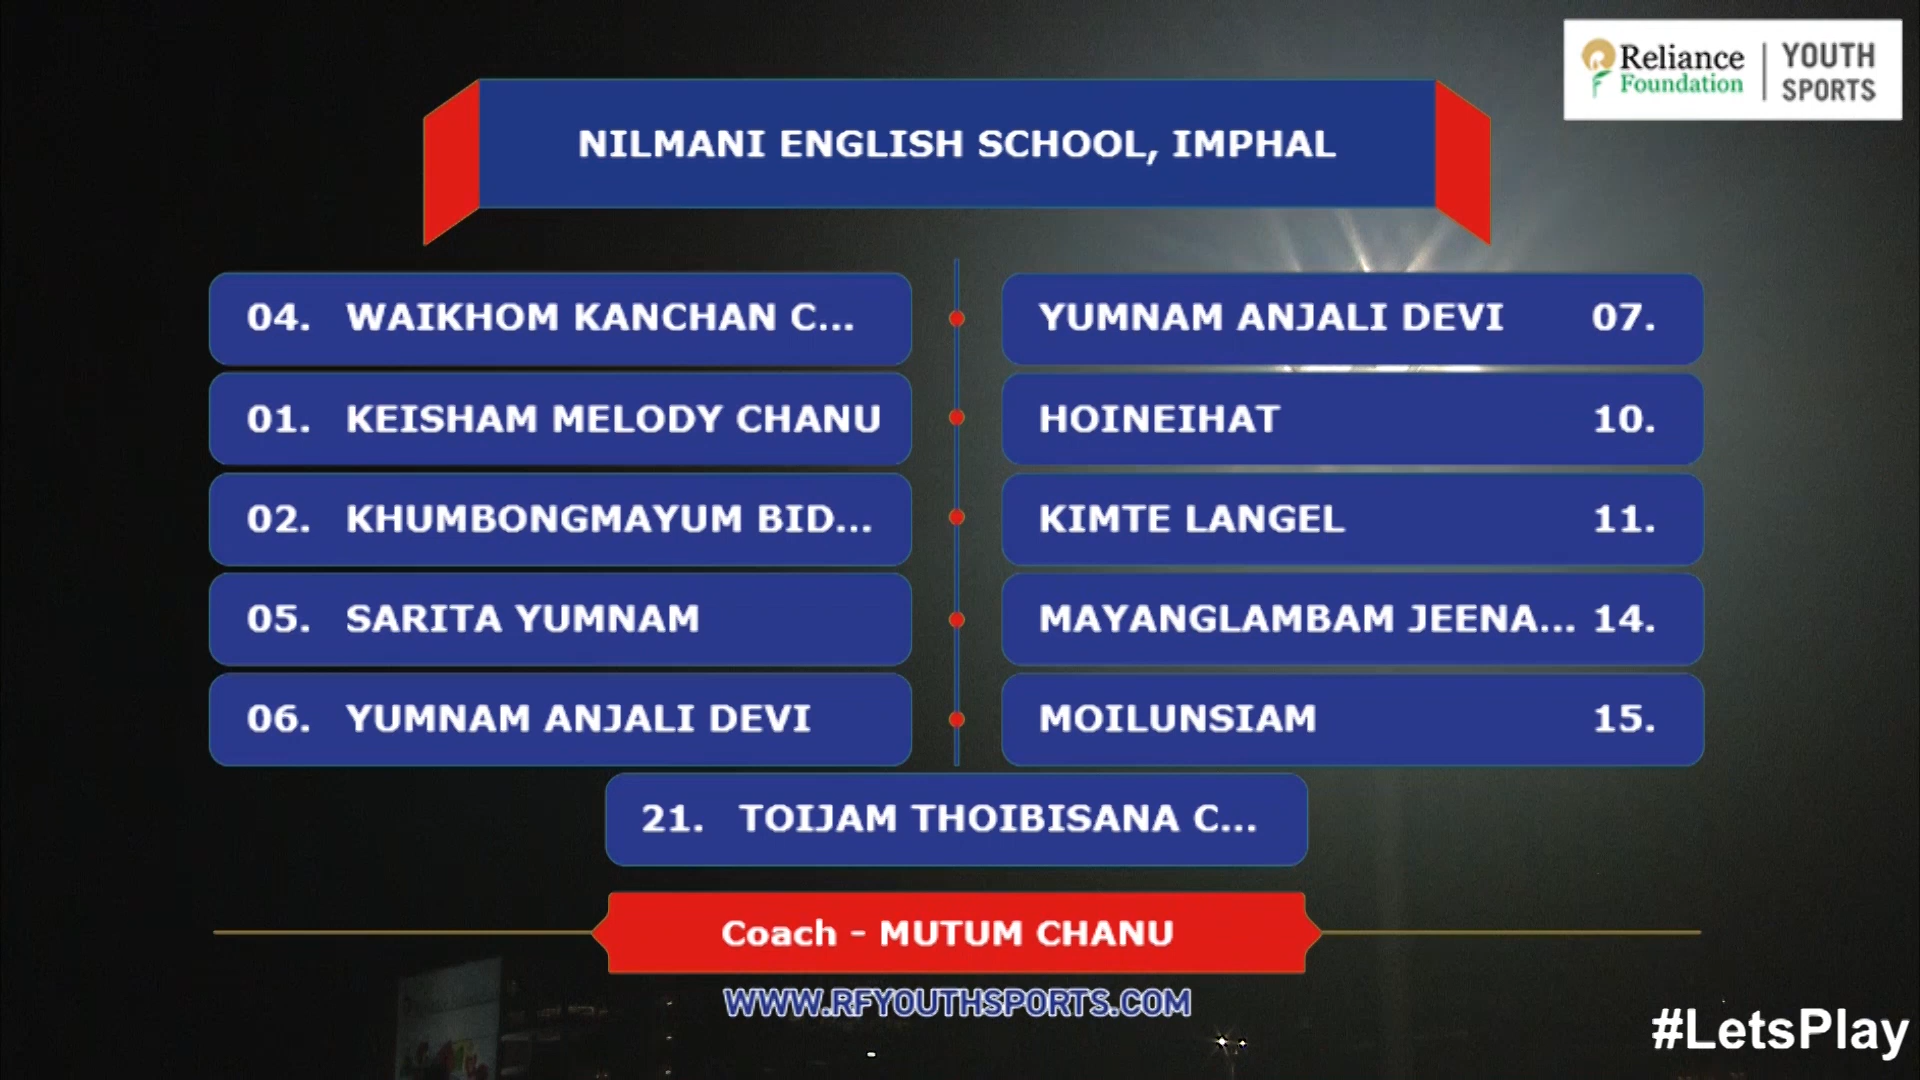 Reliance Foundation | YOUTH SPORTS
NILMANI ENGLISH SCHOOL, IMPHAL
04. WAIKHOM KANCHAN C...
YUMNAM ANJALI DEVI 07.
01. KEISHAM MELODY CHANU
HOINEIHAT 10.
02. KHUMBONGMAYUM BID...
KIMTE LANGEL 11.
05. SARITA YUMNAM
MAYANGLAMBAM JEENA... 14.
06. YUMNAM ANJALI DEVI
MOILUNSIAM 15.
21. TOIJAM THOIBISANA C...
Coach - MUTUM CHANU
WWW.RFYOUTHSPORTS.COM
#LetsPlay